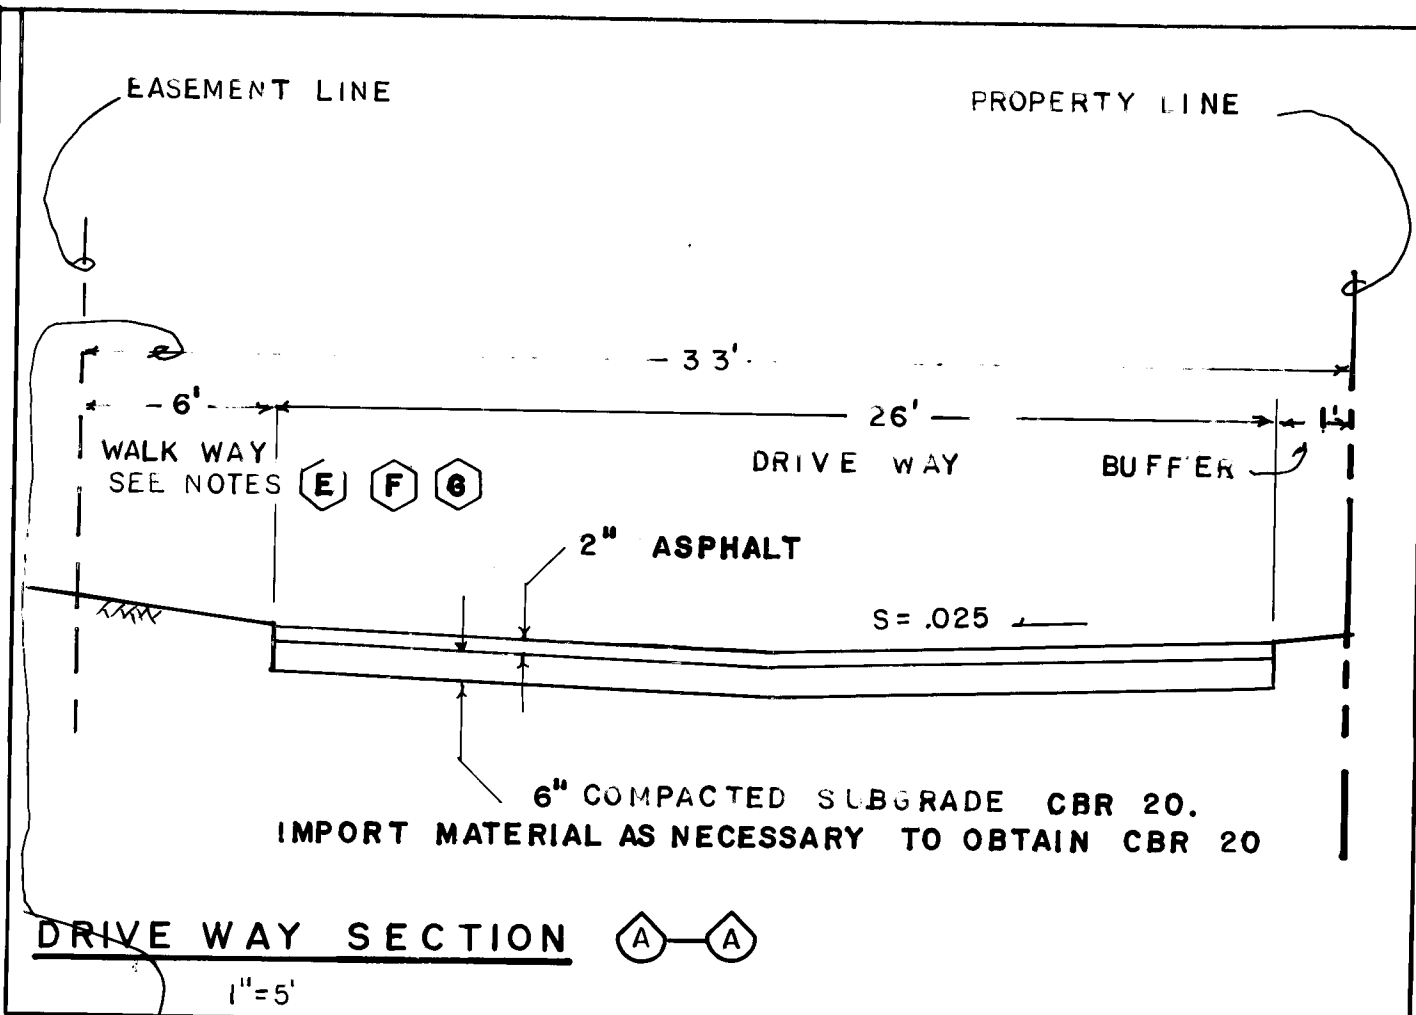 EASEMENT LINE
PROPERTY LINE
33'
6'
26'
1'
WALK WAY
SEE NOTES E F G
DRIVE WAY
BUFFER
2" ASPHALT
S= .025
6" COMPACTED SUBGRADE CBR 20.
IMPORT MATERIAL AS NECESSARY TO OBTAIN CBR 20
DRIVE WAY SECTION A A
1"=5'